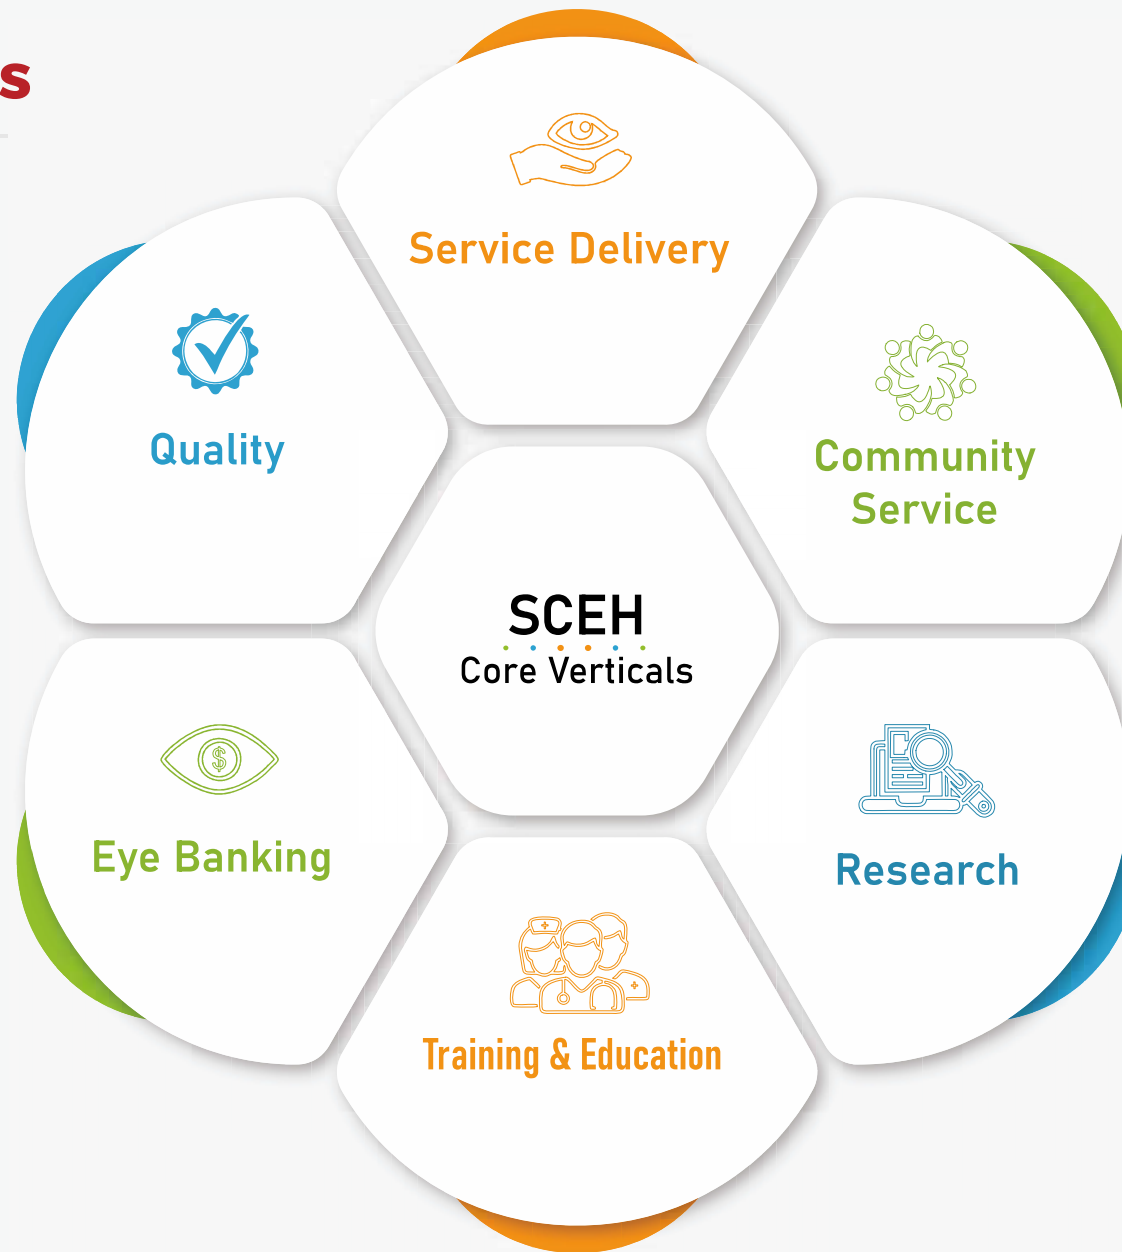 s
Service Delivery
Quality
Community
Service
SCEH
Core Verticals
$
Eye Banking
Research
Training & Education